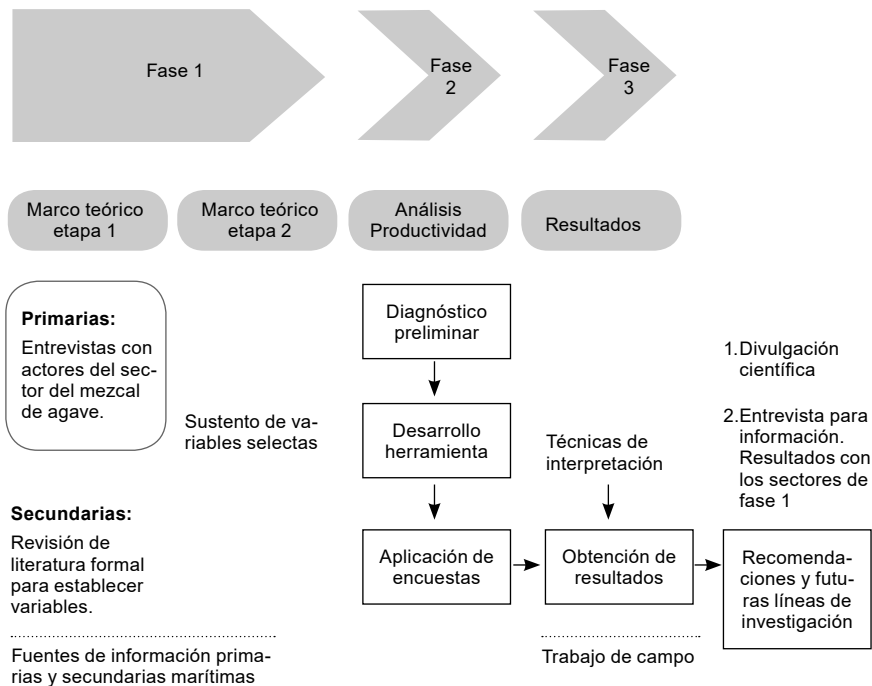 Fase 1
Fase
2
Fase
3
Marco teórico
etapa 1
Marco teórico
etapa 2
Análisis
Productividad
Resultados
Primarias:
Entrevistas con
actores del sec-
tor del mezcal
de agave.
Secundarias:
Revisión de
literatura formal
para establecer
variables.
Fuentes de información prima-
rias y secundarias marítimas
Sustento de va-
riables selectas
Diagnóstico
preliminar
Desarrollo
herramienta
Aplicación de
encuestas
Técnicas de
interpretación
Obtención de
resultados
Trabajo de campo
1.Divulgación
científica
2.Entrevista para
información.
Resultados con
los sectores de
fase 1
Recomenda-
ciones y futu-
ras líneas de
investigación